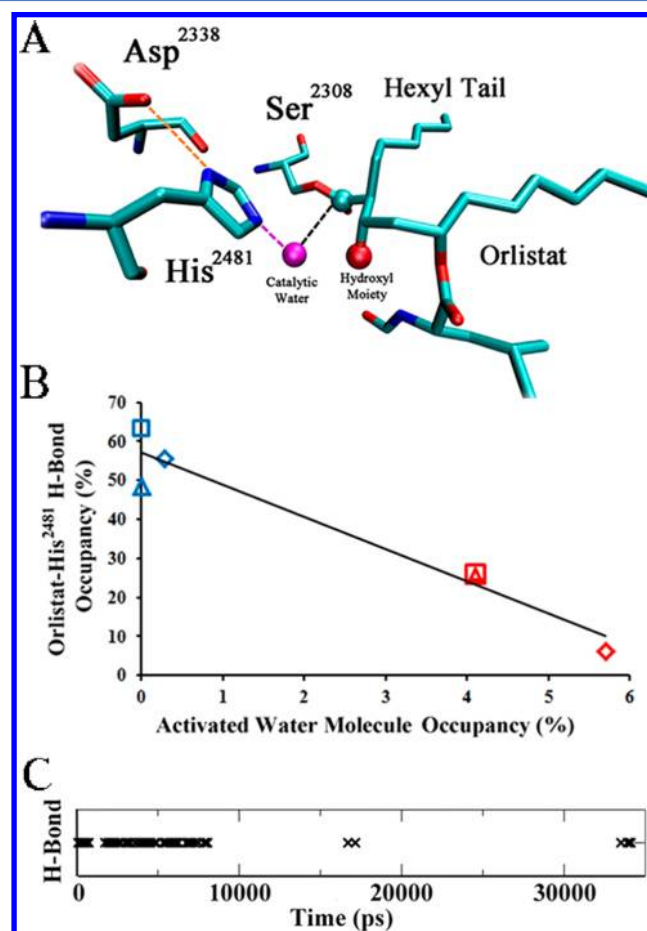 A
Asp2338
Ser2308
Hexyl Tail
His2481
Catalytic
Water
Hydroxyl
Moiety
Orlistat
B
Orlistat-His2481 H-Bond
Occupancy (%)
70
60
50
40
30
20
10
0
0 1 2 3 4 5 6
Activated Water Molecule Occupancy (%)
C
H-Bond
0 10000 20000 30000
Time (ps)